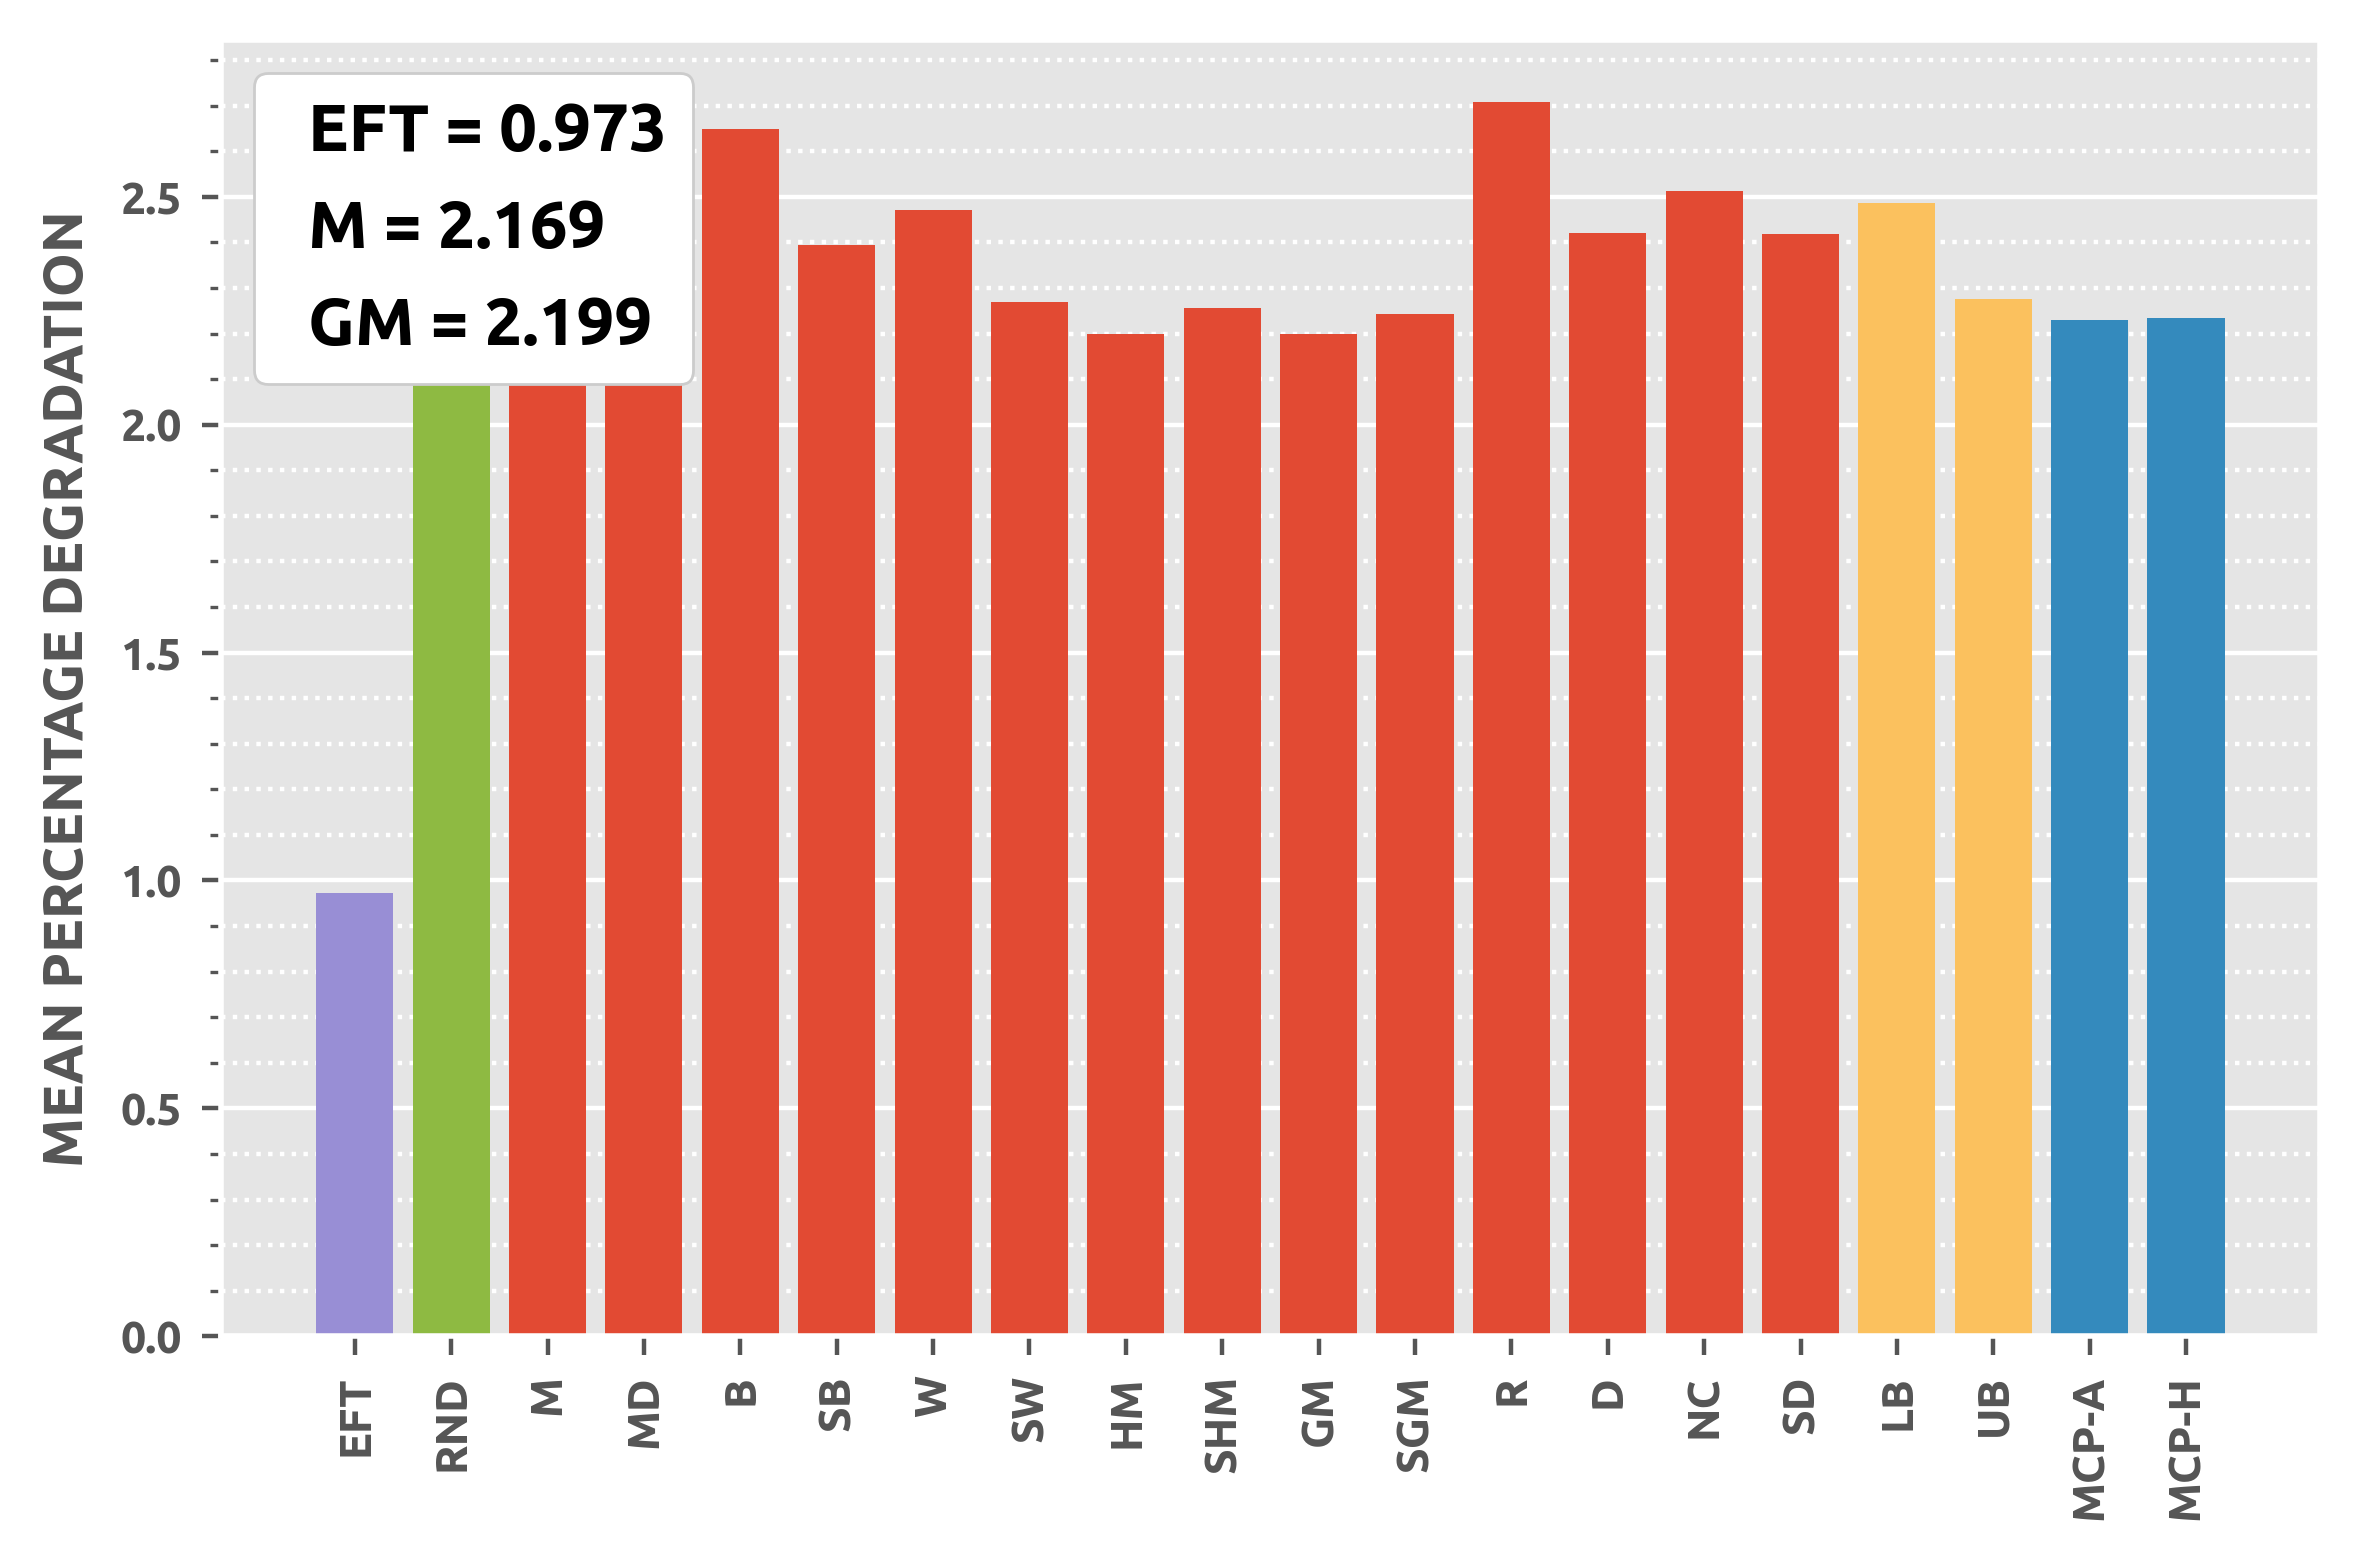 MEAN PERCENTAGE DEGRADATION
2.5
2.0
1.5
1.0
0.5
0.0
EFT = 0.973
M = 2.169
GM = 2.199
EFT
RND
M
MD
B
SB
W
SW
HM
SHM
GM
SGM
R
D
NC
SD
LB
UB
MCP-A
MCP-H